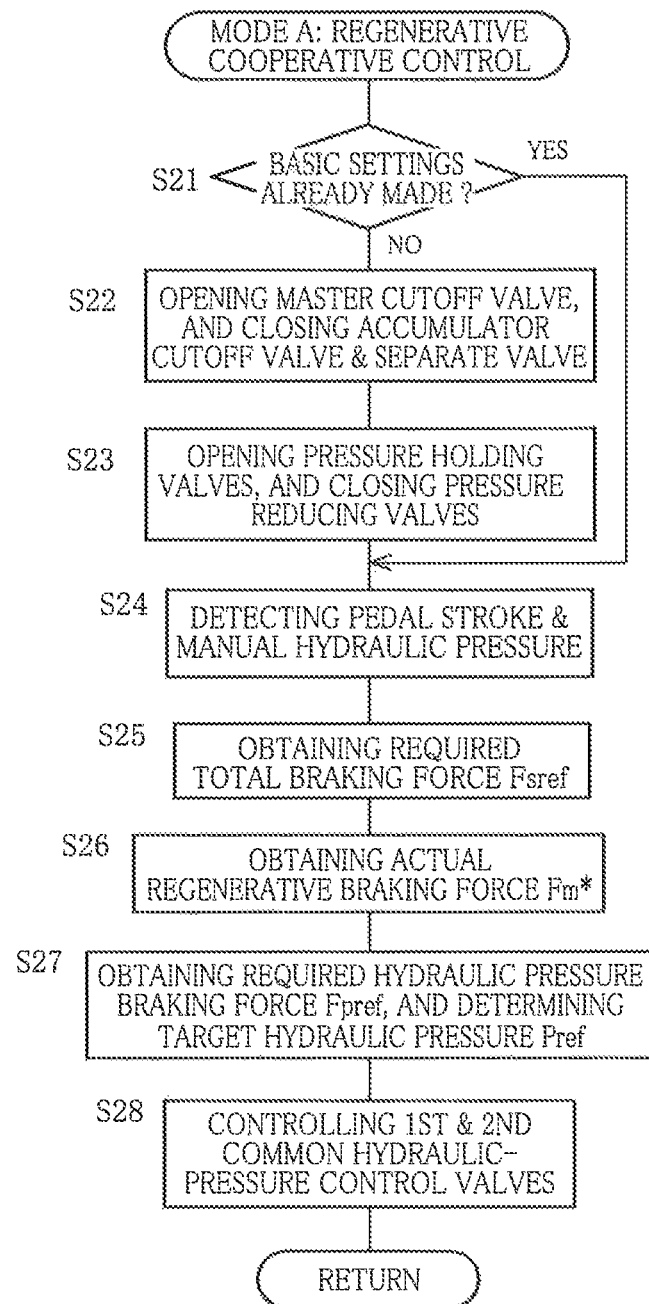 MODE A: REGENERATIVE
COOPERATIVE CONTROL
S21
BASIC SETTINGS
ALREADY MADE ?
YES
NO
S22
OPENING MASTER CUTOFF VALVE,
AND CLOSING ACCUMULATOR
CUTOFF VALVE & SEPARATE VALVE
S23
OPENING PRESSURE HOLDING
VALVES, AND CLOSING PRESSURE
REDUCING VALVES
S24
DETECTING PEDAL STROKE &
MANUAL HYDRAULIC PRESSURE
S25
OBTAINING REQUIRED
TOTAL BRAKING FORCE Fsref
S26
OBTAINING ACTUAL
REGENERATIVE BRAKING FORCE Fm*
S27
OBTAINING REQUIRED HYDRAULIC PRESSURE
BRAKING FORCE Fpref, AND DETERMINING
TARGET HYDRAULIC PRESSURE Pref
S28
CONTROLLING 1ST & 2ND
COMMON HYDRAULIC-
PRESSURE CONTROL VALVES
RETURN